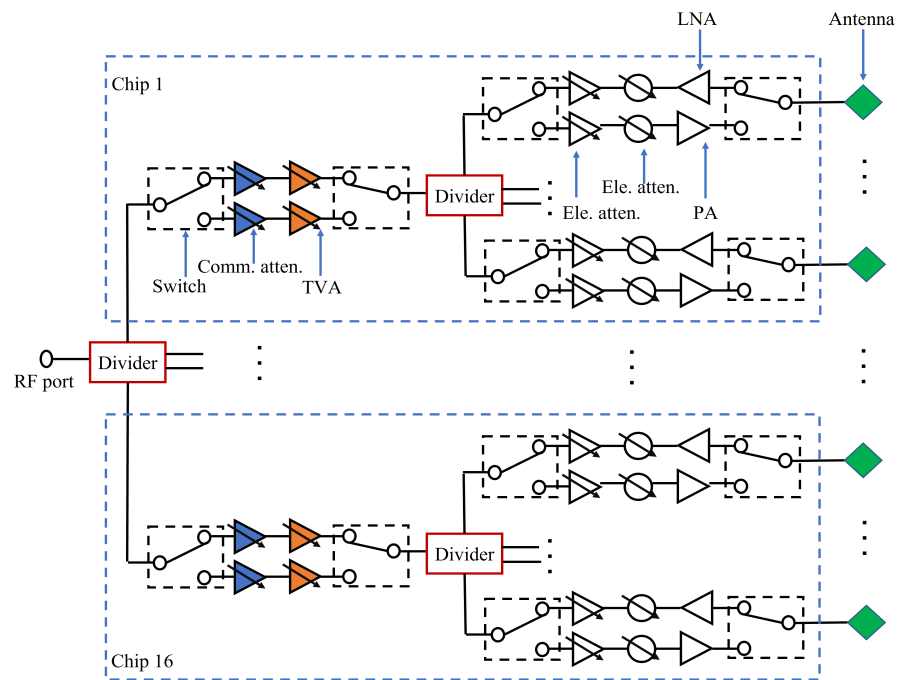 LNA
Antenna
Chip 1
Ele. atten.
Ele. atten.
PA
Divider
Comm. atten.
Switch
TVA
Divider
RF port
Divider
Chip 16